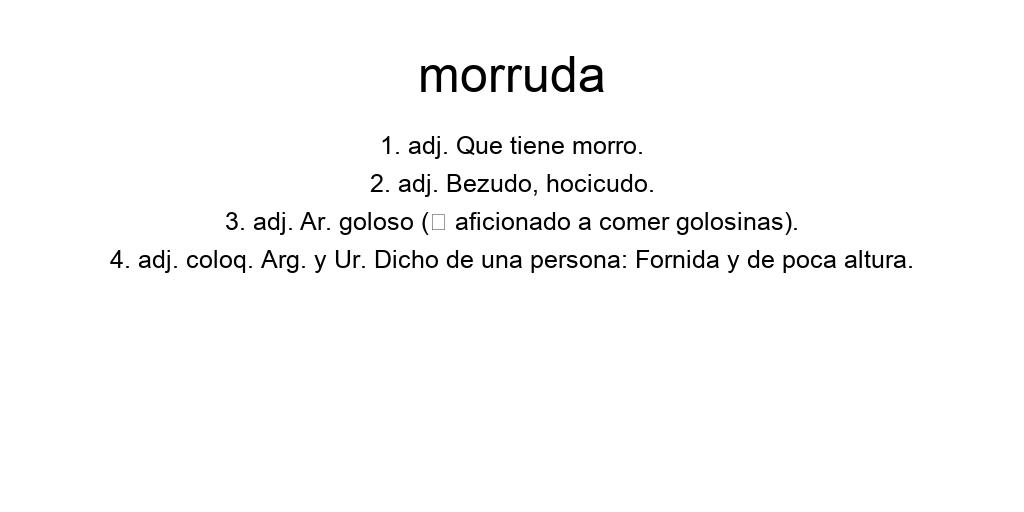 morruda
1. adj. Que tiene morro.
2. adj. Bezudo, hocicudo.
3. adj. Ar. goloso (□ aficionado a comer golosinas).
4. adj. coloq. Arg. y Ur. Dicho de una persona: Fornida y de poca altura.